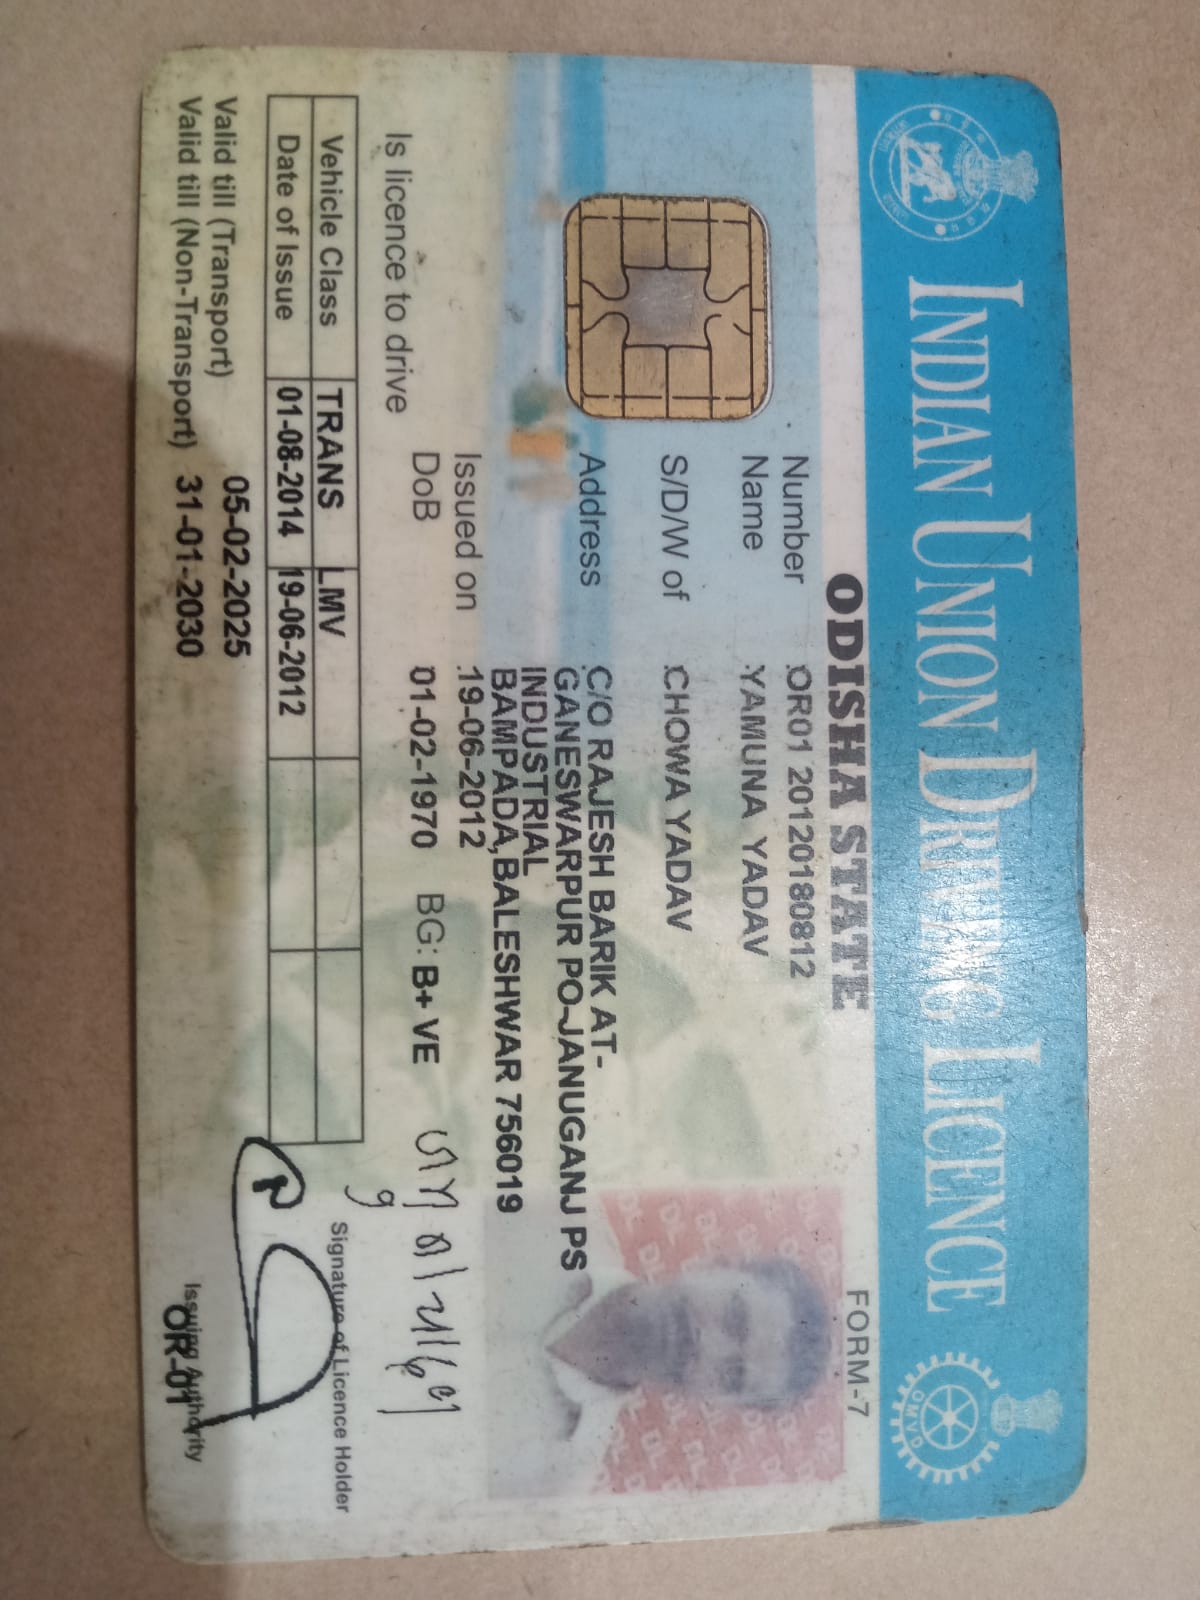 INDIAN UNION DRIVING LICENCE
ODISHA STATE
FORM-7
Number :OR01 20120180812
Name :YAMUNA YADAV
S/D/W of :CHOWA YADAV
Address :C/O RAJESH BARIK AT-
GANESWARPUR PO-JANUGANJ PS
INDUSTRIAL
BAMPADA,BALESHWAR 756019
Issued on :19-06-2012
DoB :01-02-1970 BG: B+ VE
Is licence to drive
Signature of Licence Holder
Vehicle Class TRANS LMV
Date of Issue 01-08-2014 19-06-2012
Valid till (Transport) 05-02-2025
Valid till (Non-Transport) 31-01-2030
Issuing Authority
OR-01